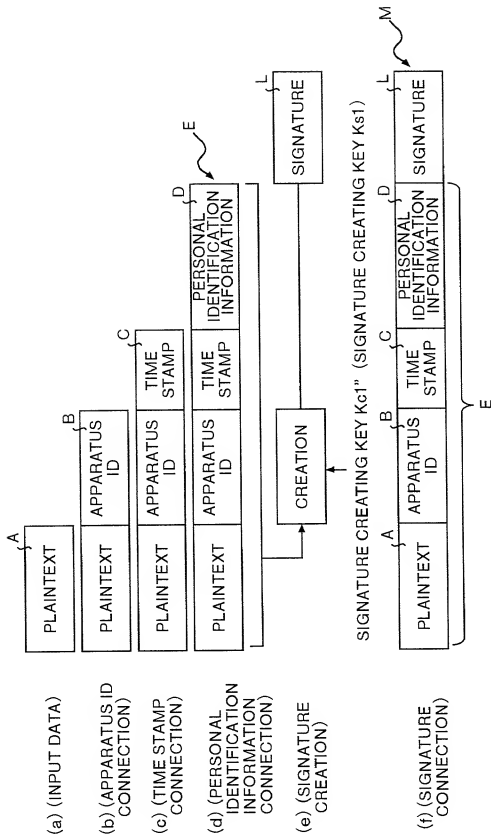 (a) (INPUT DATA)
A
PLAINTEXT
(b) (APPARATUS ID
CONNECTION)
B
PLAINTEXT
APPARATUS
ID
(c) (TIME STAMP
CONNECTION)
C
PLAINTEXT
APPARATUS
ID
TIME
STAMP
(d) (PERSONAL
IDENTIFICATION
INFORMATION
CONNECTION)
D
E
PLAINTEXT
APPARATUS
ID
TIME
STAMP
PERSONAL
IDENTIFICATION
INFORMATION
(e) (SIGNATURE
CREATION)
CREATION
L
SIGNATURE
SIGNATURE CREATING KEY Kc1" (SIGNATURE CREATING KEY Ks1)
(f) (SIGNATURE
CONNECTION)
A
B
C
D
L
M
PLAINTEXT
APPARATUS
ID
TIME
STAMP
PERSONAL
IDENTIFICATION
INFORMATION
SIGNATURE
E